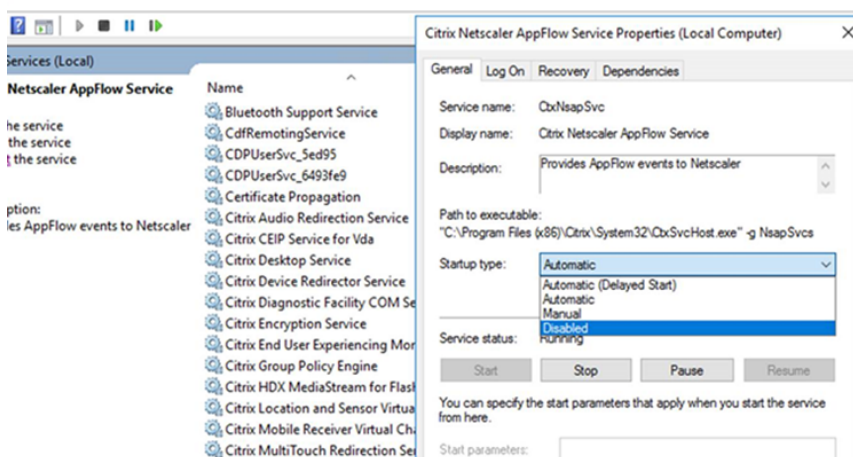 Services (Local)
Netscaler AppFlow Service
he service
the service
the service
ption:
les AppFlow events to Netscaler
Name
Bluetooth Support Service
CdfRemotingService
CDPUserSvc_5ed95
CDPUserSvc_6493fe9
Certificate Propagation
Citrix Audio Redirection Service
Citrix CEIP Service for Vda
Citrix Desktop Service
Citrix Device Redirector Service
Citrix Diagnostic Facility COM Se
Citrix Encryption Service
Citrix End User Experiencing Mor
Citrix Group Policy Engine
Citrix HDX MediaStream for Flash
Citrix Location and Sensor Virtua
Citrix Mobile Receiver Virtual Ch
Citrix MultiTouch Redirection Se
Citrix Netscaler AppFlow Service Properties (Local Computer)
General Log On Recovery Dependencies
Service name: CtxNsapSvc
Display name: Citrix Netscaler AppFlow Service
Description: Provides AppFlow events to Netscaler
Path to executable:
"C:\Program Files (x86)\Citrix\System32\CtxSvcHost.exe" -g NsapSvcs
Startup type: Automatic
Automatic (Delayed Start)
Automatic
Manual
Disabled
Service status: Running
Start Stop Pause Resume
You can specify the start parameters that apply when you start the service
from here.
Start parameters: